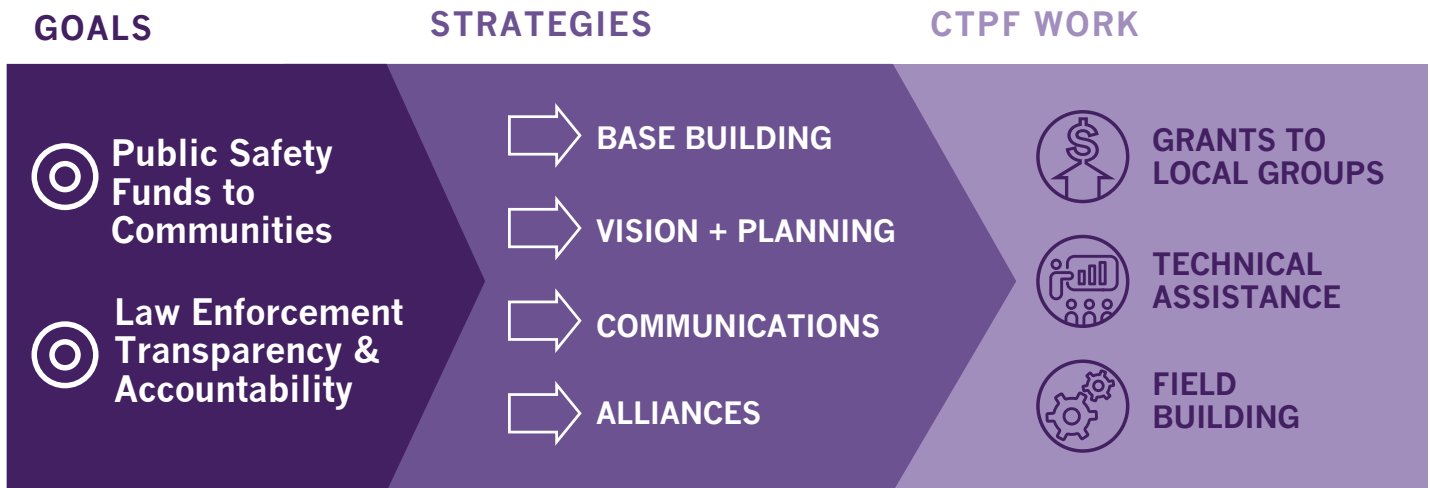 GOALS
STRATEGIES
CTPF WORK
Public Safety
Funds to
Communities
Law Enforcement
Transparency &
Accountability
BASE BUILDING
VISION + PLANNING
COMMUNICATIONS
ALLIANCES
$
GRANTS TO
LOCAL GROUPS
TECHNICAL
ASSISTANCE
FIELD
BUILDING